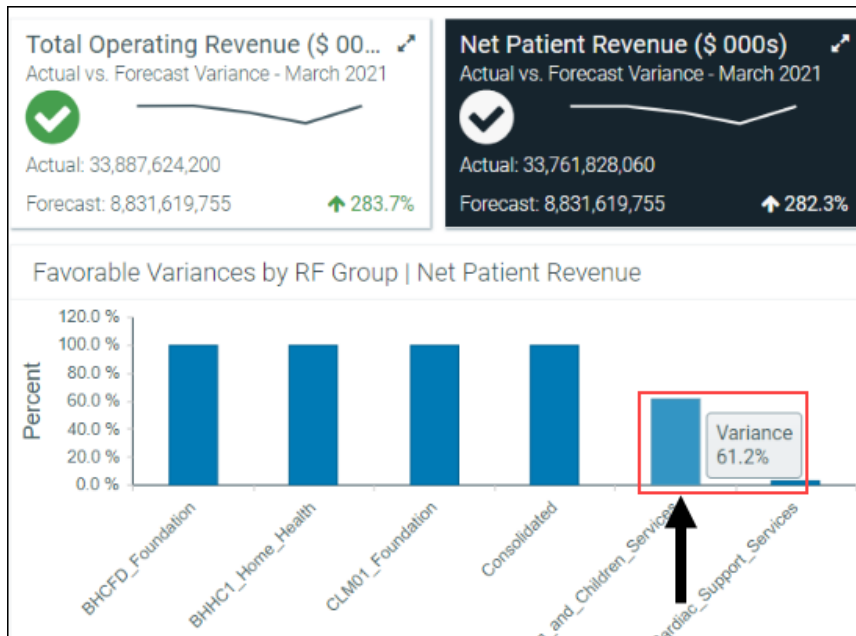 Total Operating Revenue ($ 00...
Actual vs. Forecast Variance - March 2021
Actual: 33,887,624,200
Forecast: 8,831,619,755
283.7%
Net Patient Revenue ($ 000s)
Actual vs. Forecast Variance - March 2021
Actual: 33,761,828,060
Forecast: 8,831,619,755
282.3%
Favorable Variances by RF Group | Net Patient Revenue
Percent
120.0 %
100.0 %
80.0 %
60.0 %
40.0 %
20.0 %
0.0 %
Variance
61.2%
BHCFD_Foundation
BHHC1_Home_Health
CLM01_Foundation
Consolidated
_and_Children_Services
Cardiac_Support_Services